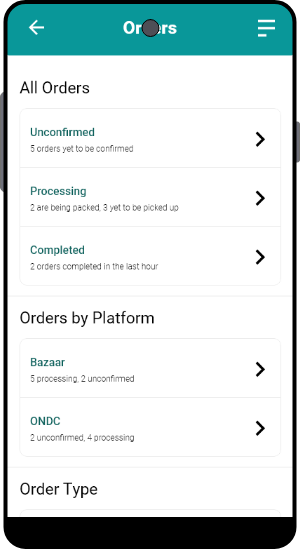 Orders
All Orders
Unconfirmed
5 orders yet to be confirmed
Processing
2 are being packed, 3 yet to be picked up
Completed
2 orders completed in the last hour
Orders by Platform
Bazaar
5 processing, 2 unconfirmed
ONDC
2 unconfirmed, 4 processing
Order Type